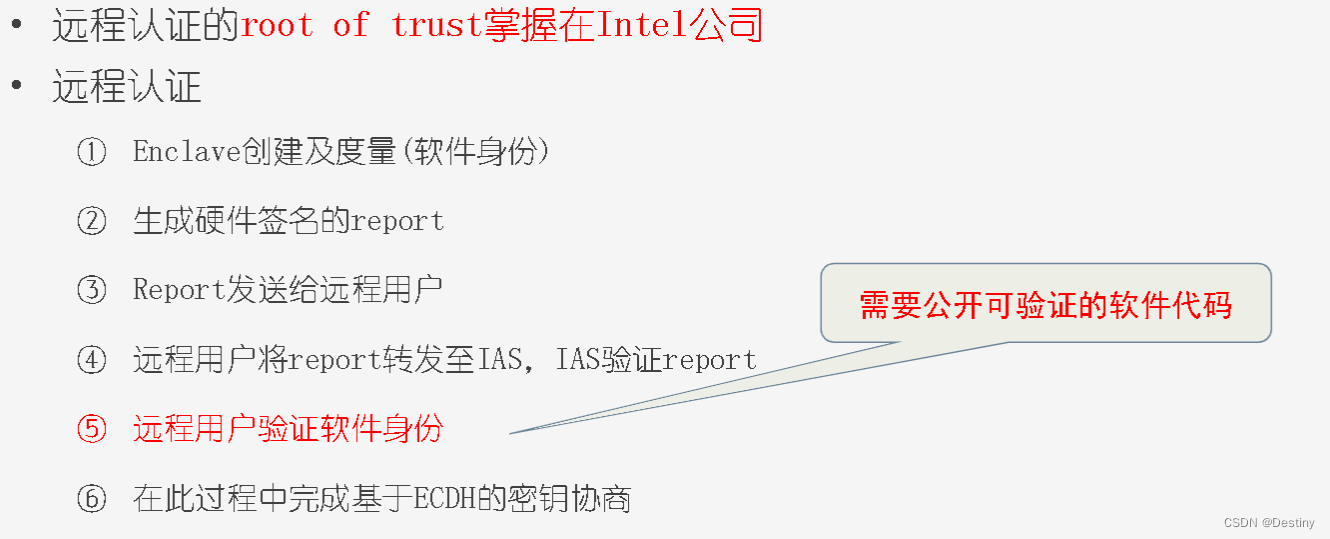 • 远程认证的root of trust掌握在Intel公司
• 远程认证
① Enclave创建及度量(软件身份)
② 生成硬件签名的report
③ Report发送给远程用户
需要公开可验证的软件代码
④ 远程用户将report转发至IAS，IAS验证report
⑤ 远程用户验证软件身份
⑥ 在此过程中完成基于ECDH的密钥协商
CSDN @Destiny